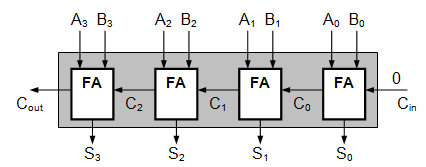 A3 B3 A2 B2 A1 B1 A0 B0
FA FA FA FA 0
Cout C2 C1 C0 Cin
S3 S2 S1 S0